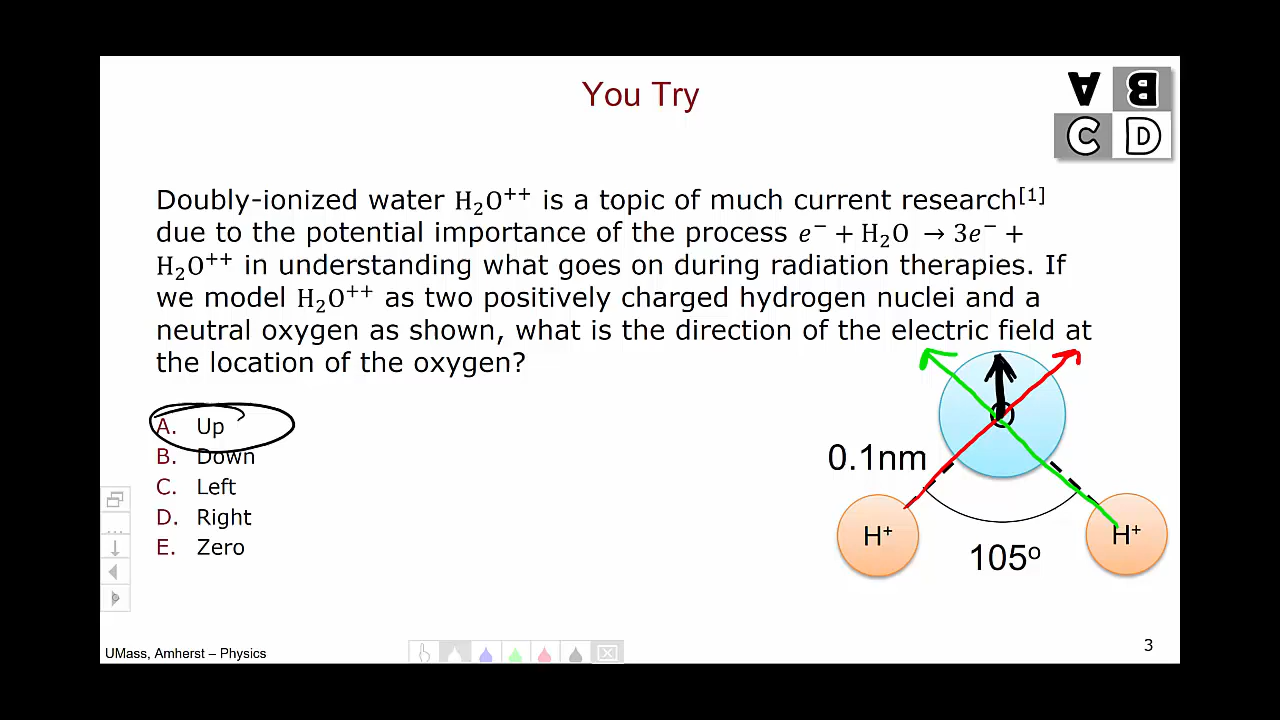 You Try
A B
C D
Doubly-ionized water H₂O⁺⁺ is a topic of much current research[1]
due to the potential importance of the process e⁻ + H₂O → 3e⁻ +
H₂O⁺⁺ in understanding what goes on during radiation therapies. If
we model H₂O⁺⁺ as two positively charged hydrogen nuclei and a
neutral oxygen as shown, what is the direction of the electric field at
the location of the oxygen?
A. Up
B. Down
C. Left
D. Right
E. Zero
O
0.1nm
H⁺
H⁺
105º
UMass, Amherst – Physics
3